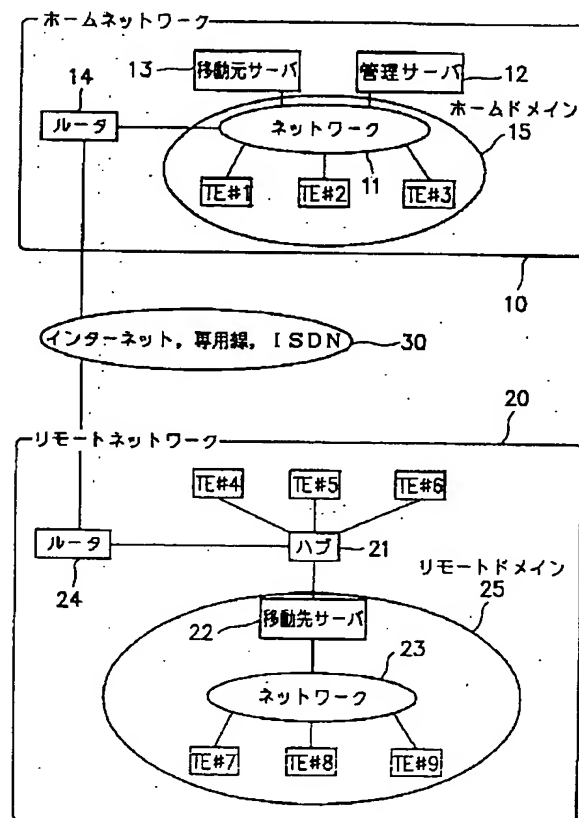 ホームネットワーク
14
13
移動元サーバ
管理サーバ
12
ルータ
ホームドメイン
15
ネットワーク
11
TE#1
TE#2
TE#3
10
インターネット，専用線，ISDN
30
20
リモートネットワーク
TE#4
TE#5
TE#6
ルータ
ハブ
21
24
リモートドメイン
25
22
移動先サーバ
23
ネットワーク
TE#7
TE#8
TE#9